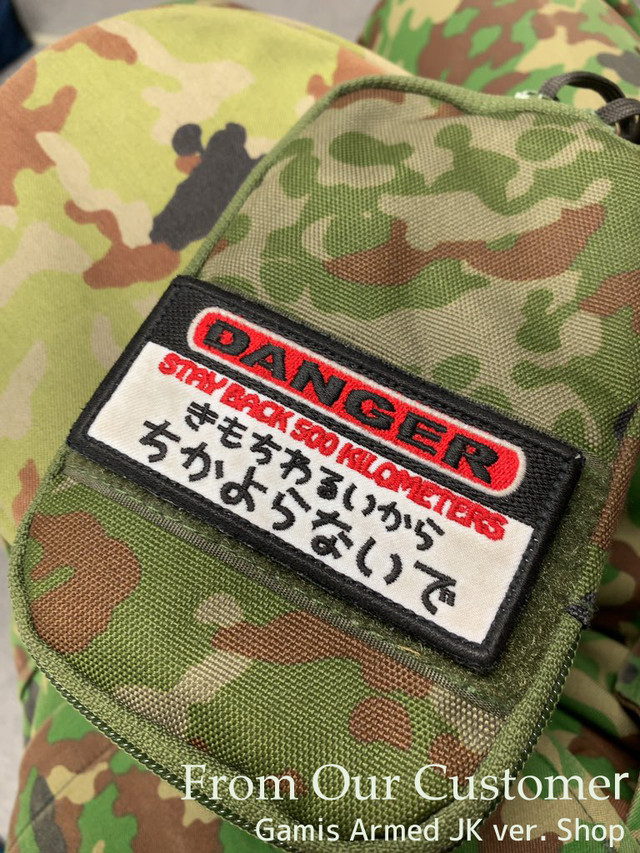 DANGER
STAY BACK 500 KILOMETERS
きもちわるいから
ちかよらないで
From Our Customer
Gamis Armed JK ver. Shop